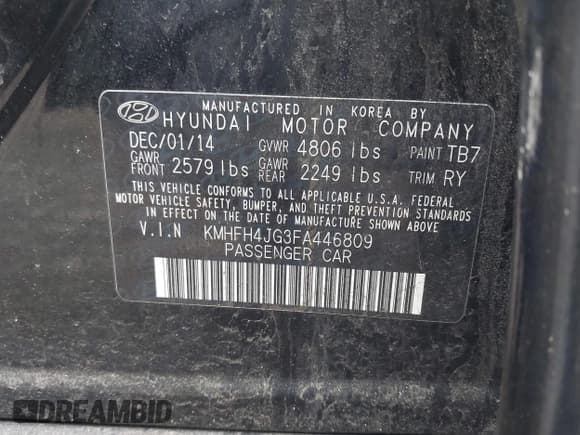 MANUFACTURED IN KOREA BY
HYUNDAI MOTOR COMPANY
DEC/01/14 GVWR 4806 lbs PAINT TB7
GAWR FRONT 2579 lbs GAWR REAR 2249 lbs TRIM RY
THIS VEHICLE CONFORMS TO ALL APPLICABLE U.S.A. FEDERAL
MOTOR VEHICLE SAFETY, BUMPER, AND THEFT PREVENTION STANDARDS
IN EFFECT ON THE DATE OF MANUFACTURE SHOWN ABOVE.
V.I.N KMHFH4JG3FA446809
PASSENGER CAR
DREAMBID